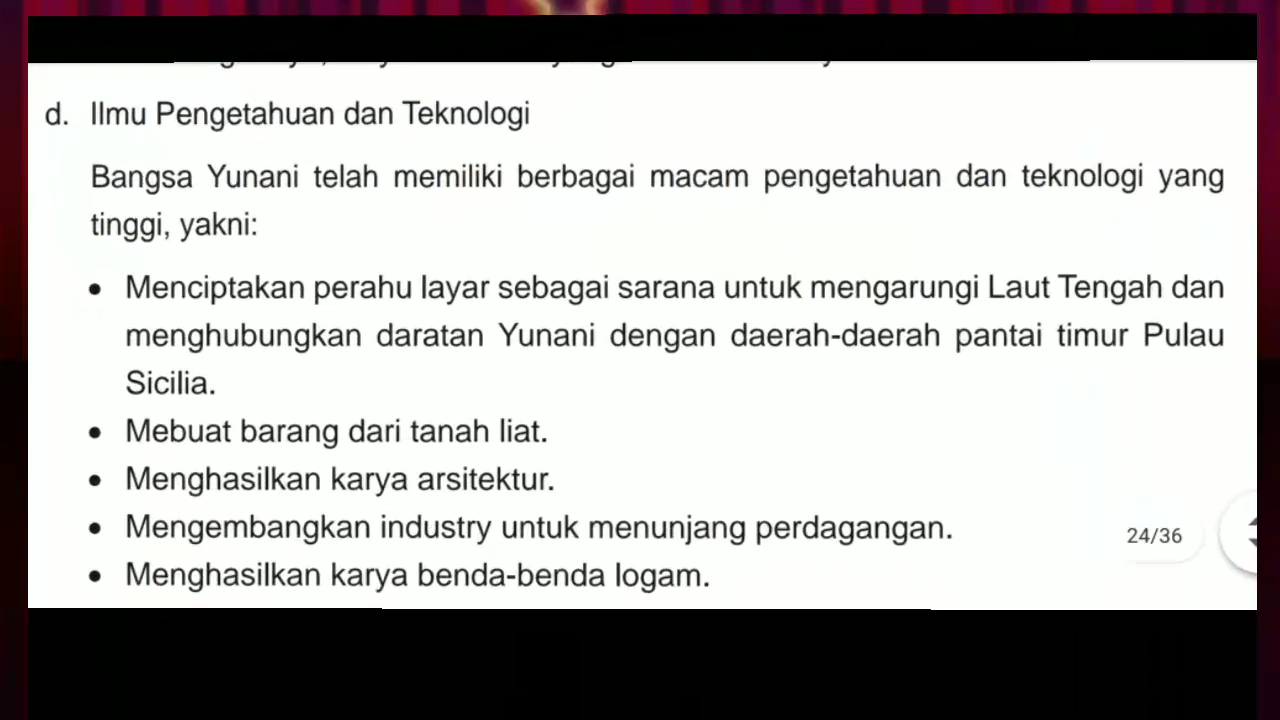 d. Ilmu Pengetahuan dan Teknologi
Bangsa Yunani telah memiliki berbagai macam pengetahuan dan teknologi yang
tinggi, yakni:
• Menciptakan perahu layar sebagai sarana untuk mengarungi Laut Tengah dan
menghubungkan daratan Yunani dengan daerah-daerah pantai timur Pulau
Sicilia.
• Mebuat barang dari tanah liat.
• Menghasilkan karya arsitektur.
• Mengembangkan industry untuk menunjang perdagangan.
24/36
• Menghasilkan karya benda-benda logam.